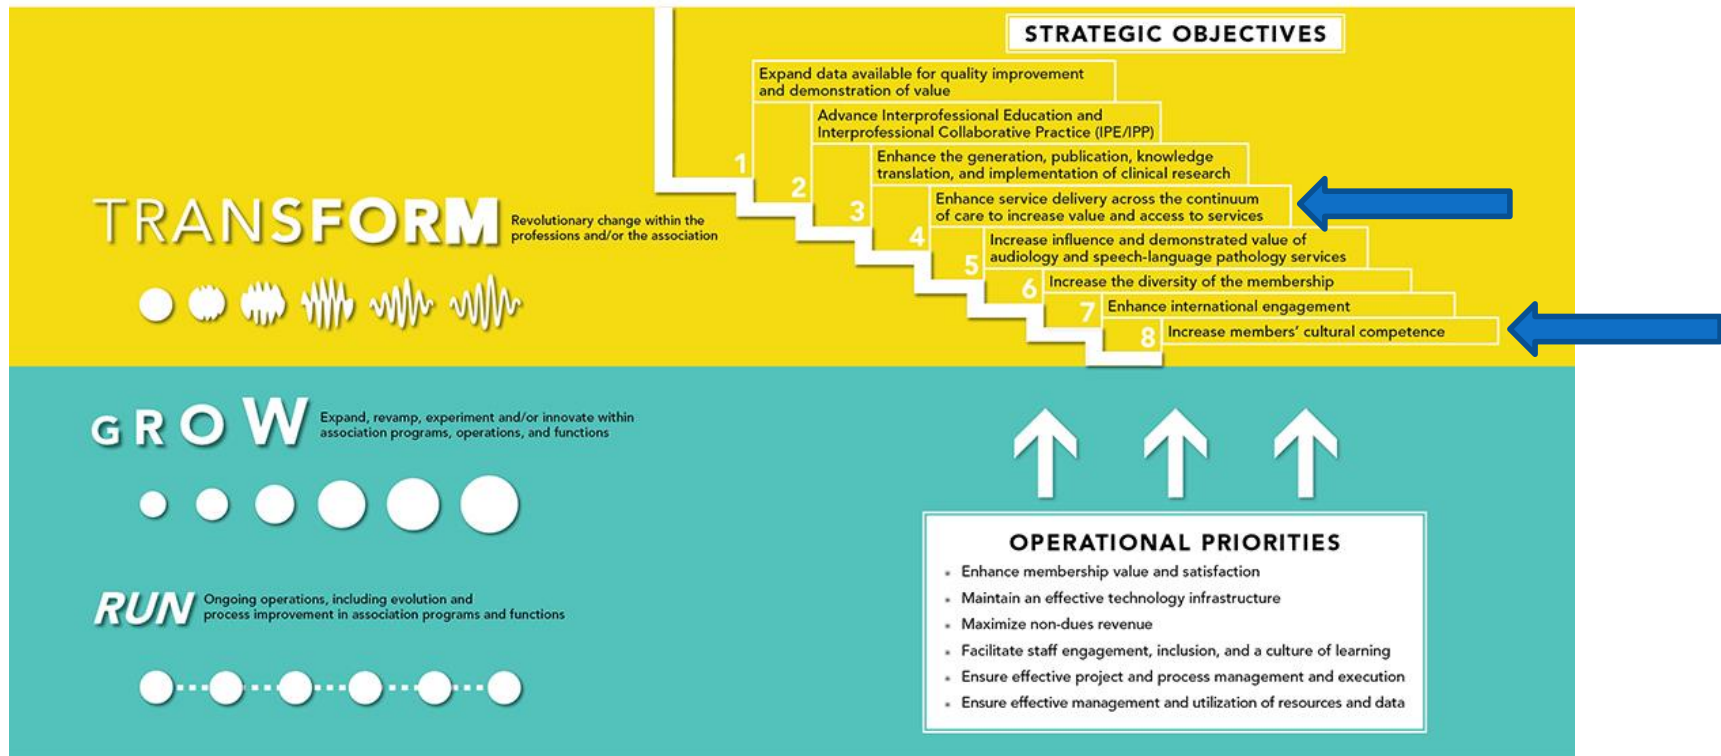 STRATEGIC OBJECTIVES
1
Expand data available for quality improvement
and demonstration of value
2
Advance Interprofessional Education and
Interprofessional Collaborative Practice (IPE/IPP)
3
Enhance the generation, publication, knowledge
translation, and implementation of clinical research
4
Enhance service delivery across the continuum
of care to increase value and access to services
5
Increase influence and demonstrated value of
audiology and speech-language pathology services
6
Increase the diversity of the membership
7
Enhance international engagement
8
Increase members' cultural competence
TRANSFORM
Revolutionary change within the
professions and/or the association
GROW
Expand, revamp, experiment and/or innovate within
association programs, operations, and functions
RUN
Ongoing operations, including evolution and
process improvement in association programs and functions
OPERATIONAL PRIORITIES
Enhance membership value and satisfaction
Maintain an effective technology infrastructure
Maximize non-dues revenue
Facilitate staff engagement, inclusion, and a culture of learning
Ensure effective project and process management and execution
Ensure effective management and utilization of resources and data